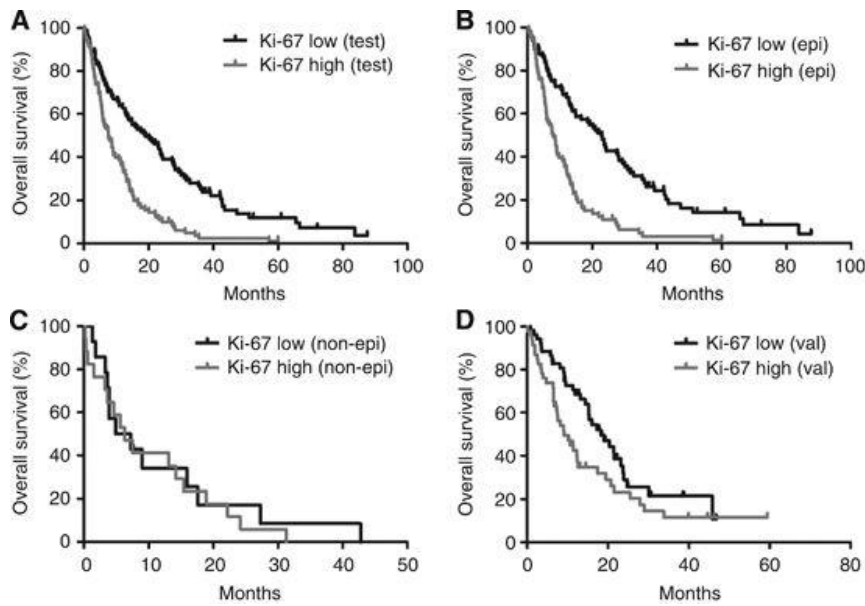 A
Ki-67 low (test)
Ki-67 high (test)
Overall survival (%)
100
80
60
40
20
0
0 20 40 60 80 100
Months
B
Ki-67 low (epi)
Ki-67 high (epi)
Overall survival (%)
100
80
60
40
20
0
0 20 40 60 80 100
Months
C
Ki-67 low (non-epi)
Ki-67 high (non-epi)
Overall survival (%)
100
80
60
40
20
0
0 10 20 30 40 50
Months
D
Ki-67 low (val)
Ki-67 high (val)
Overall survival (%)
100
80
60
40
20
0
0 20 40 60 80
Months